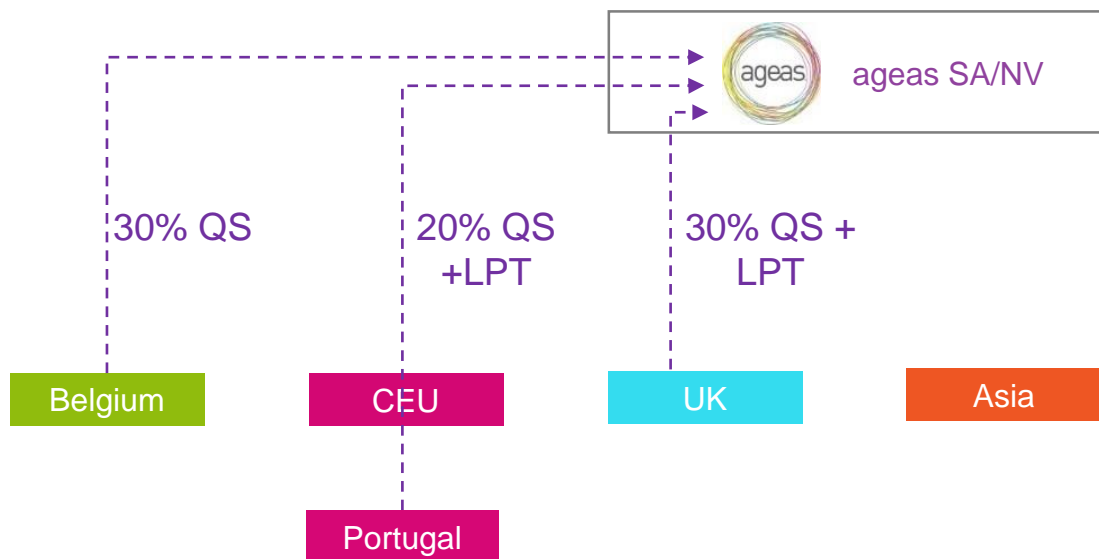 ageas
ageas SA/NV
30% QS
20% QS
+LPT
30% QS +
LPT
Belgium
CEU
UK
Asia
Portugal